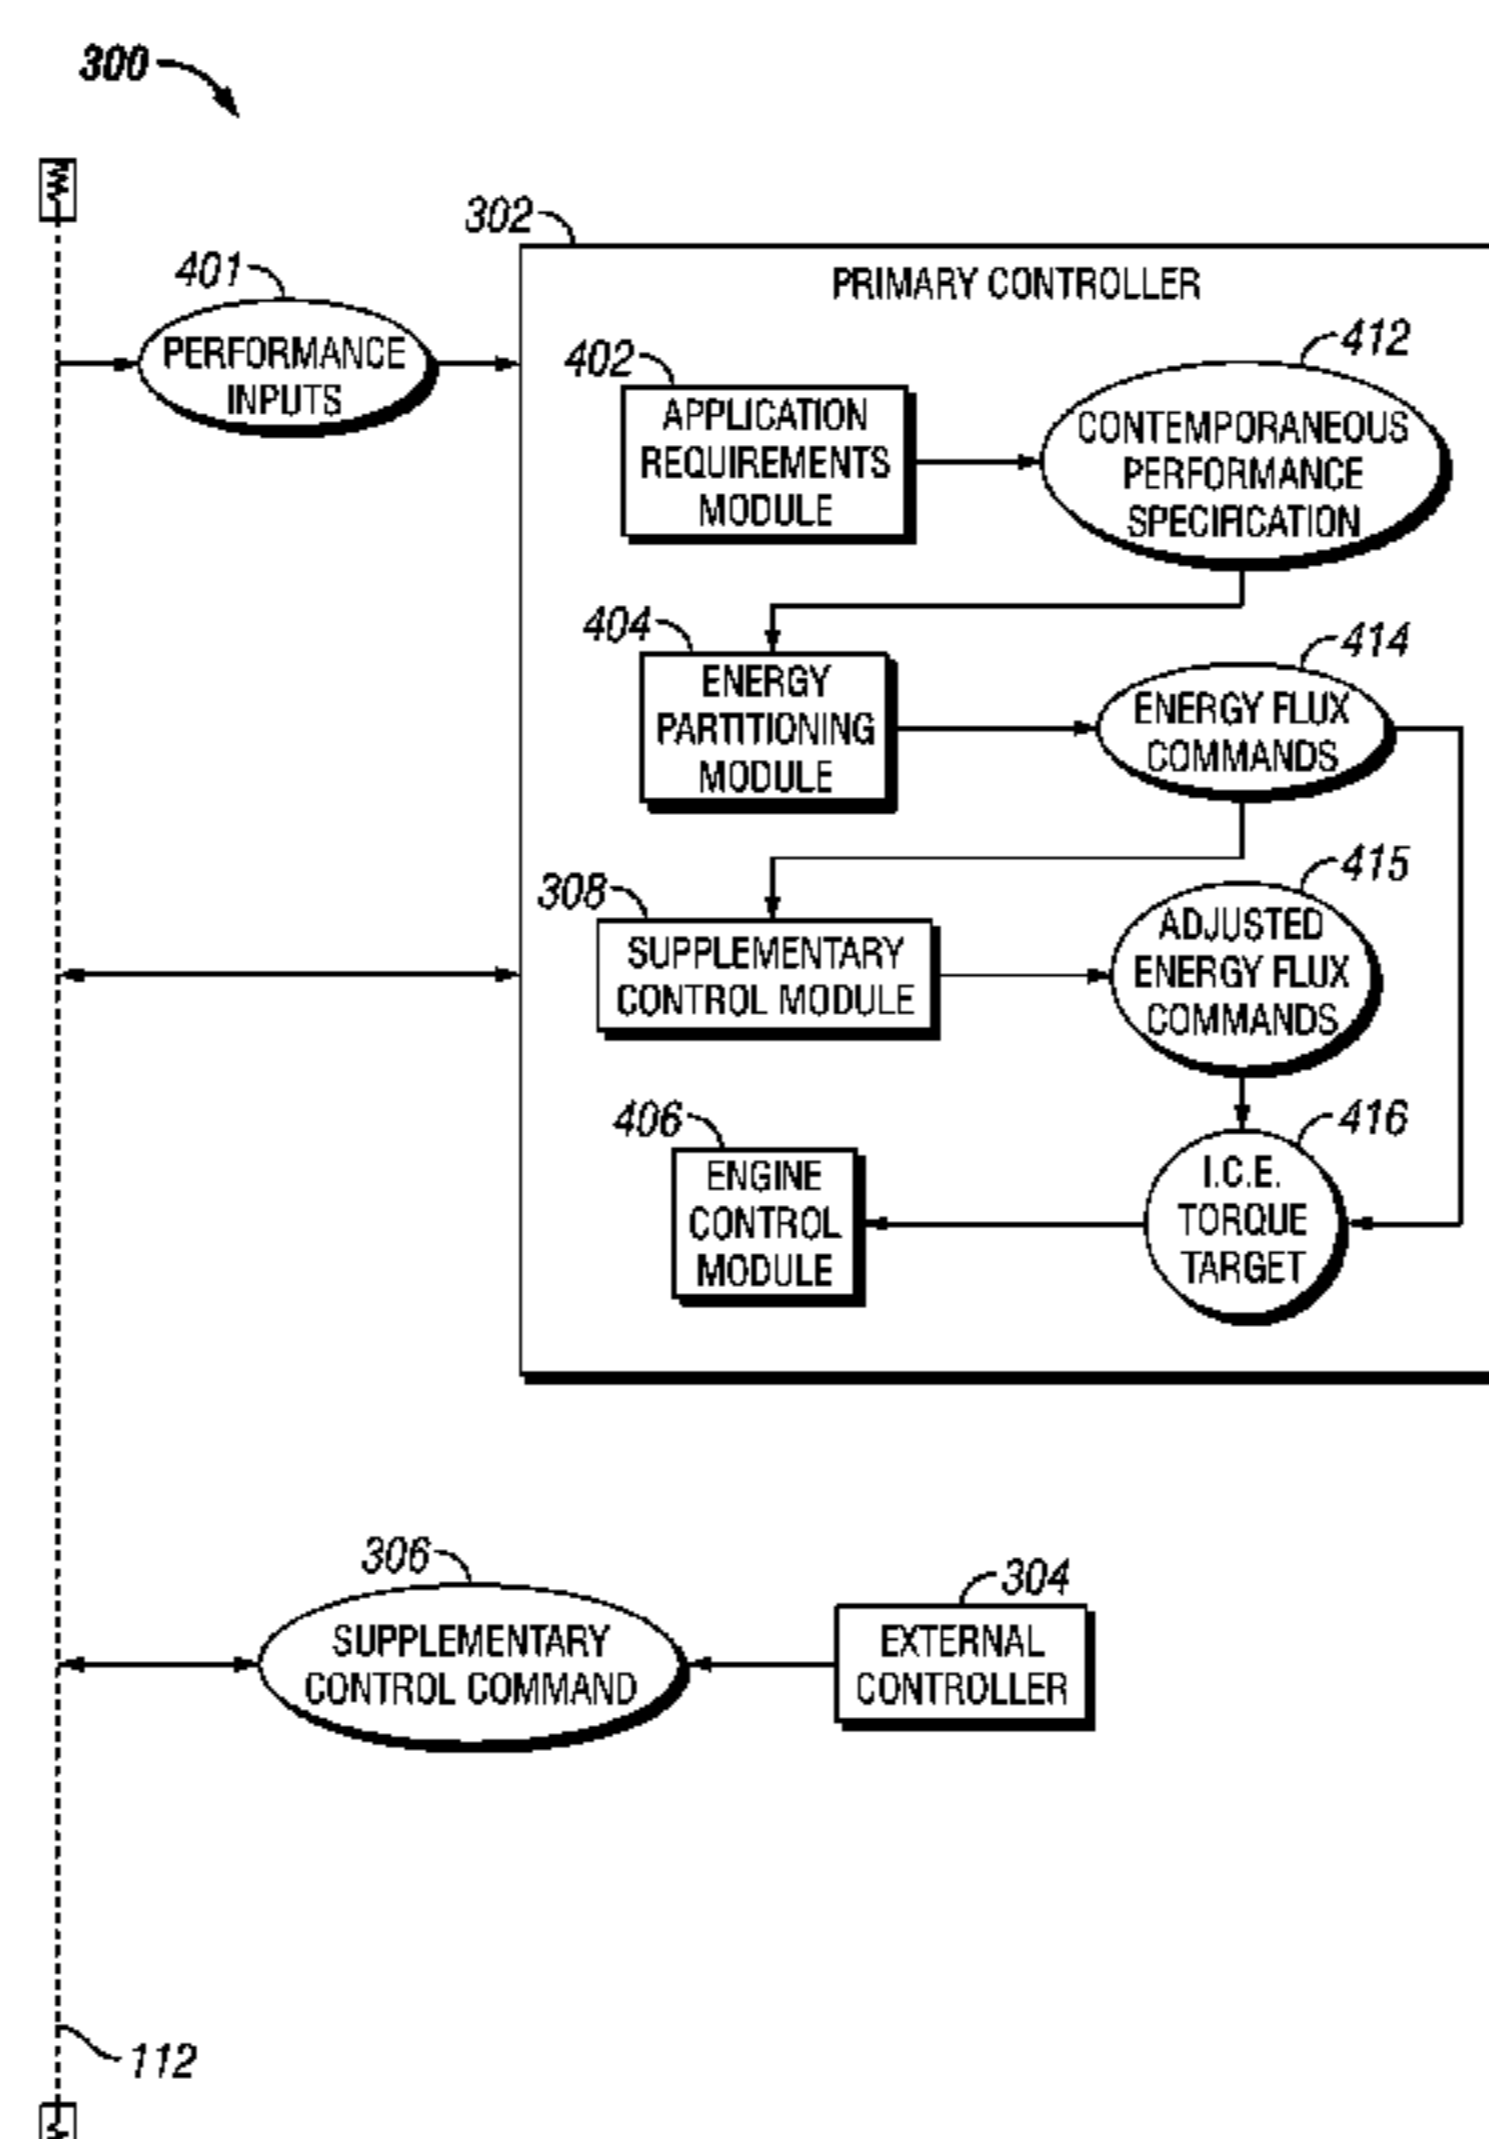 300
302
PRIMARY CONTROLLER
401
PERFORMANCE
INPUTS
402
APPLICATION
REQUIREMENTS
MODULE
412
CONTEMPORANEOUS
PERFORMANCE
SPECIFICATION
404
ENERGY
PARTITIONING
MODULE
414
ENERGY FLUX
COMMANDS
308
SUPPLEMENTARY
CONTROL MODULE
415
ADJUSTED
ENERGY FLUX
COMMANDS
406
ENGINE
CONTROL
MODULE
416
I.C.E.
TORQUE
TARGET
306
SUPPLEMENTARY
CONTROL COMMAND
304
EXTERNAL
CONTROLLER
112